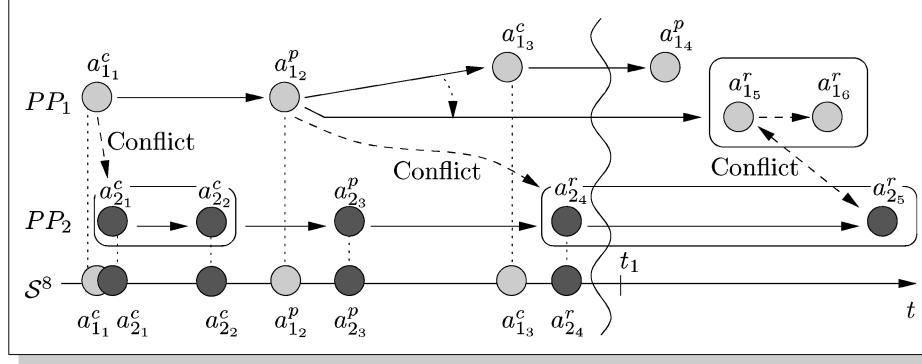 a^c_{1_1} a^p_{1_2} a^c_{1_3} a^p_{1_4}
PP_1 a^r_{1_5} a^r_{1_6}
Conflict
Conflict
Conflict
PP_2 a^c_{2_1} a^c_{2_2} a^p_{2_3} a^r_{2_4} a^r_{2_5}
S^8 t_1
a^c_{1_1} a^c_{2_1} a^c_{2_2} a^p_{1_2} a^p_{2_3} a^c_{1_3} a^r_{2_4} t